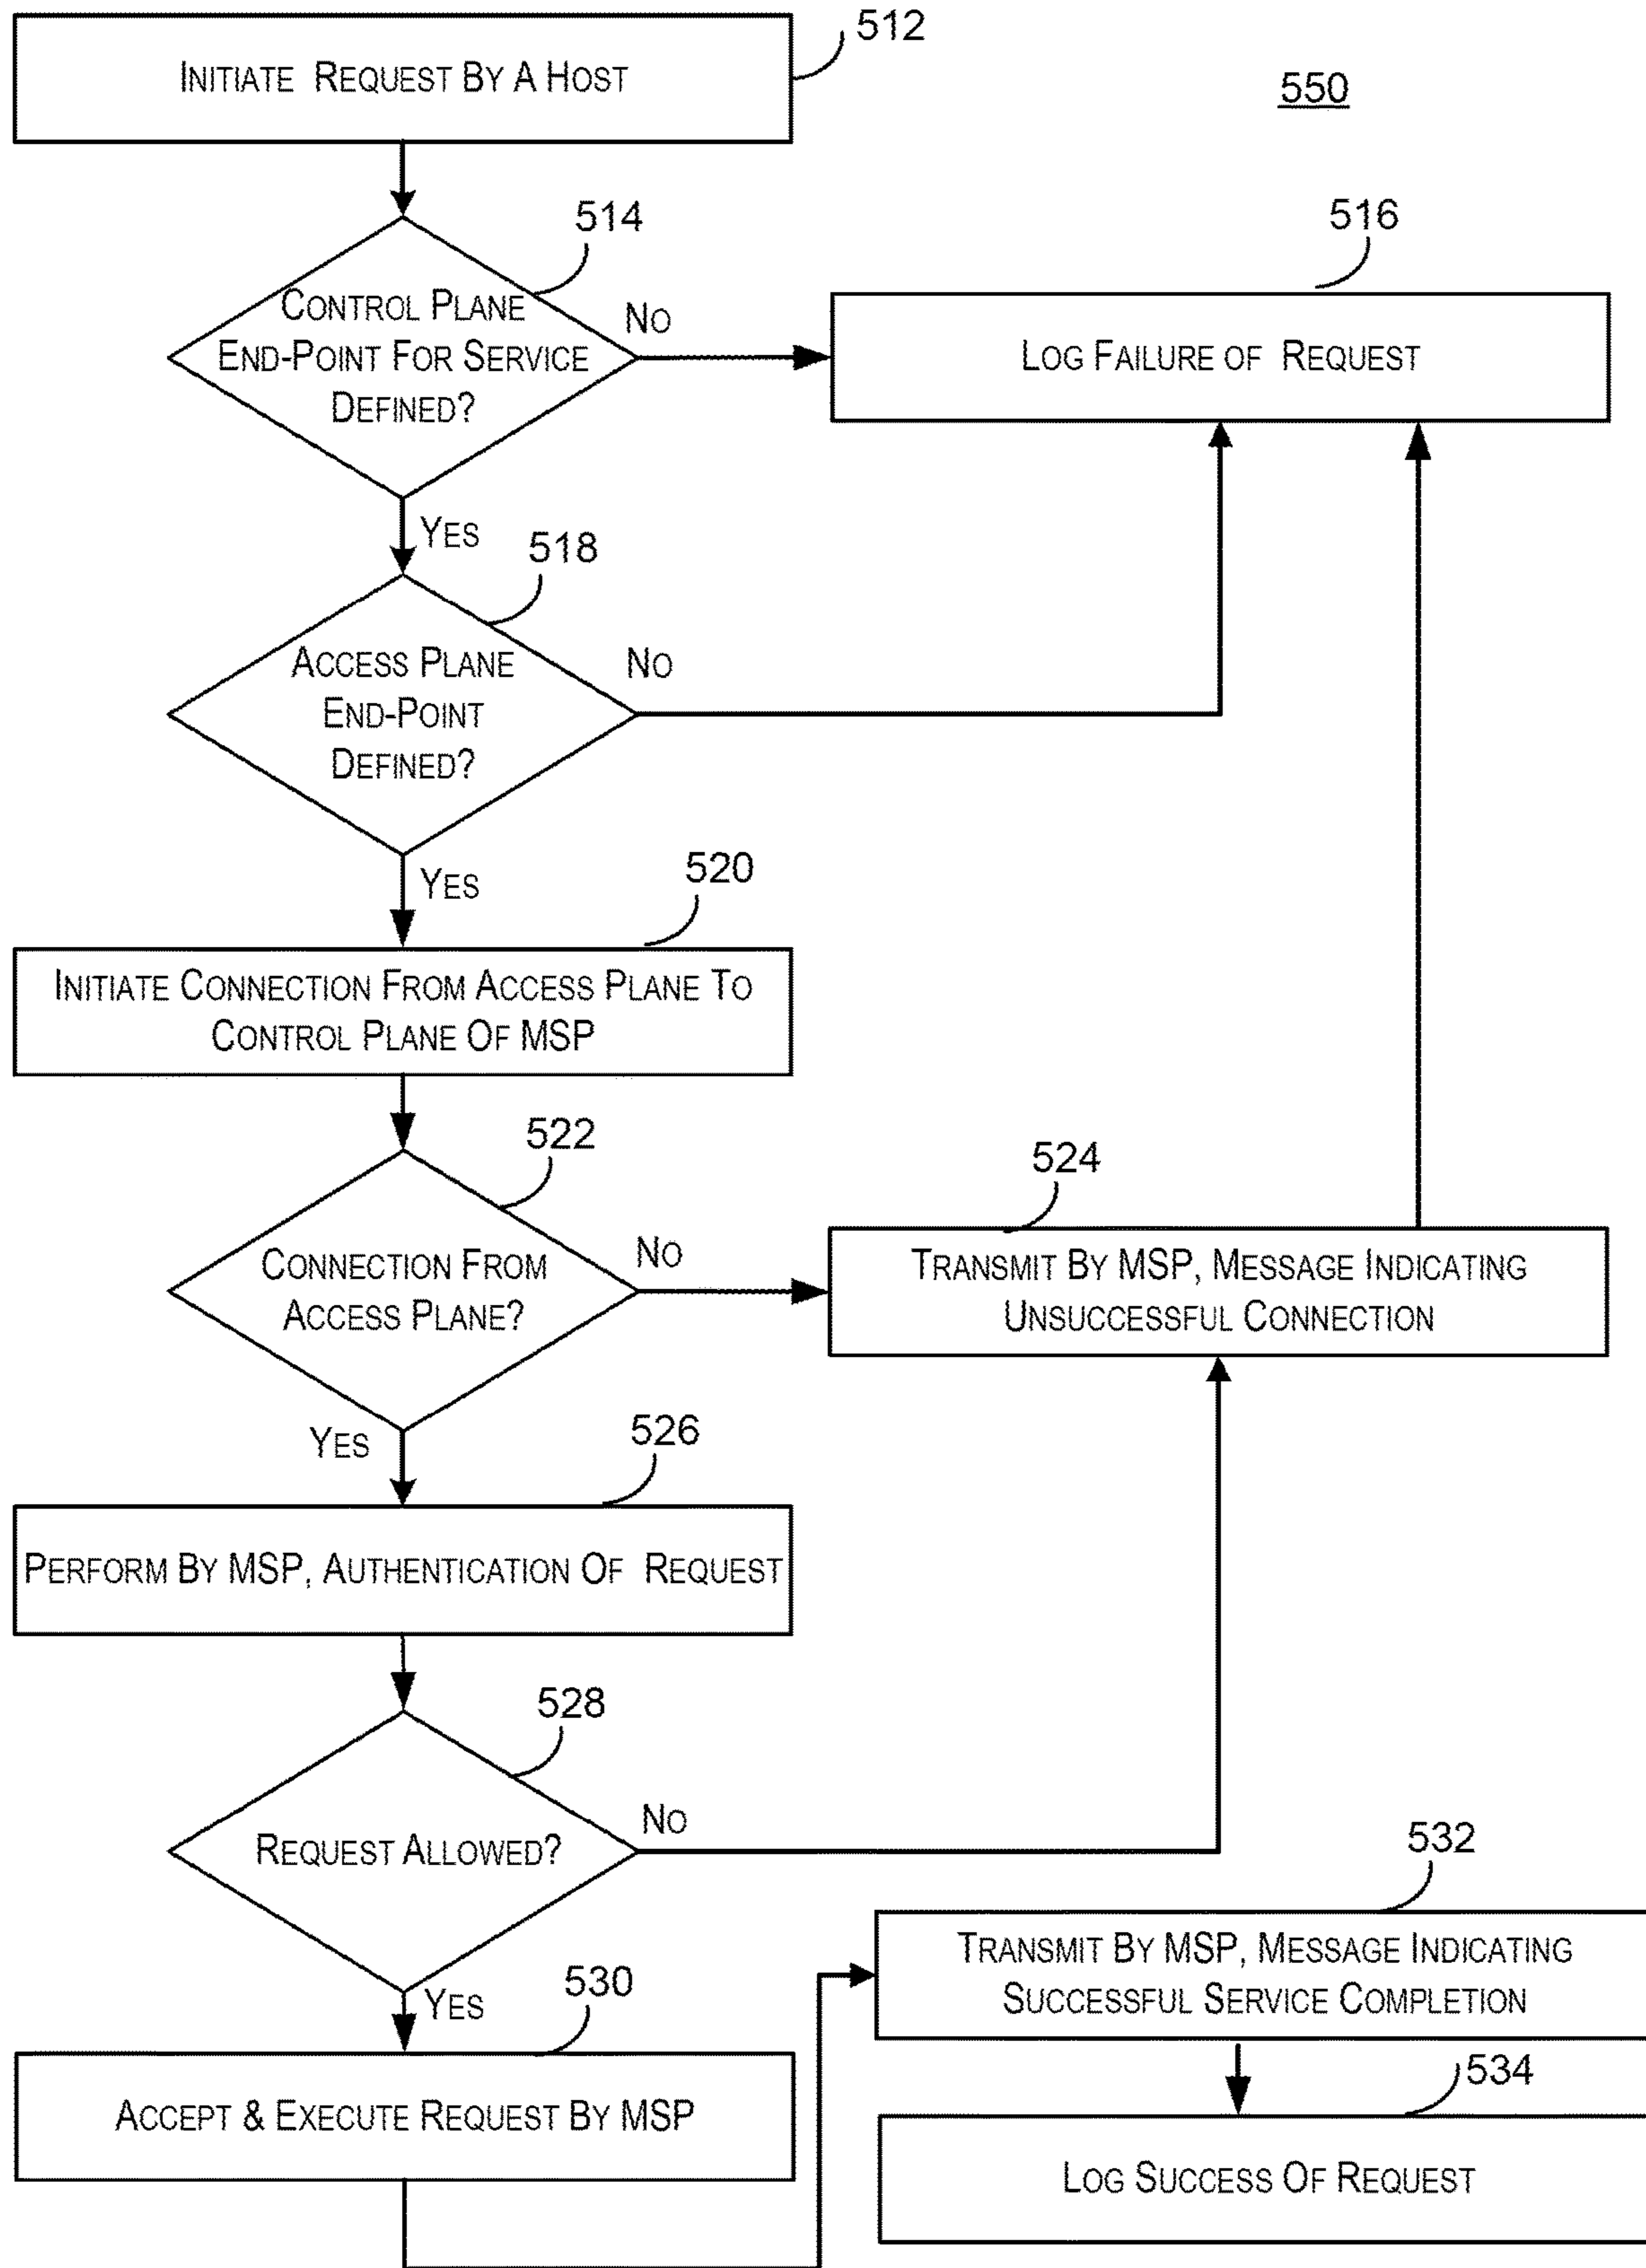 512
INITIATE REQUEST BY A HOST
550
514
516
CONTROL PLANE
END-POINT FOR SERVICE
DEFINED?
NO
LOG FAILURE OF REQUEST
YES
518
ACCESS PLANE
END-POINT
DEFINED?
NO
YES
520
INITIATE CONNECTION FROM ACCESS PLANE TO
CONTROL PLANE OF MSP
522
524
CONNECTION FROM
ACCESS PLANE?
NO
TRANSMIT BY MSP, MESSAGE INDICATING
UNSUCCESSFUL CONNECTION
YES
526
PERFORM BY MSP, AUTHENTICATION OF REQUEST
528
REQUEST ALLOWED?
NO
532
TRANSMIT BY MSP, MESSAGE INDICATING
SUCCESSFUL SERVICE COMPLETION
YES
530
534
ACCEPT & EXECUTE REQUEST BY MSP
LOG SUCCESS OF REQUEST